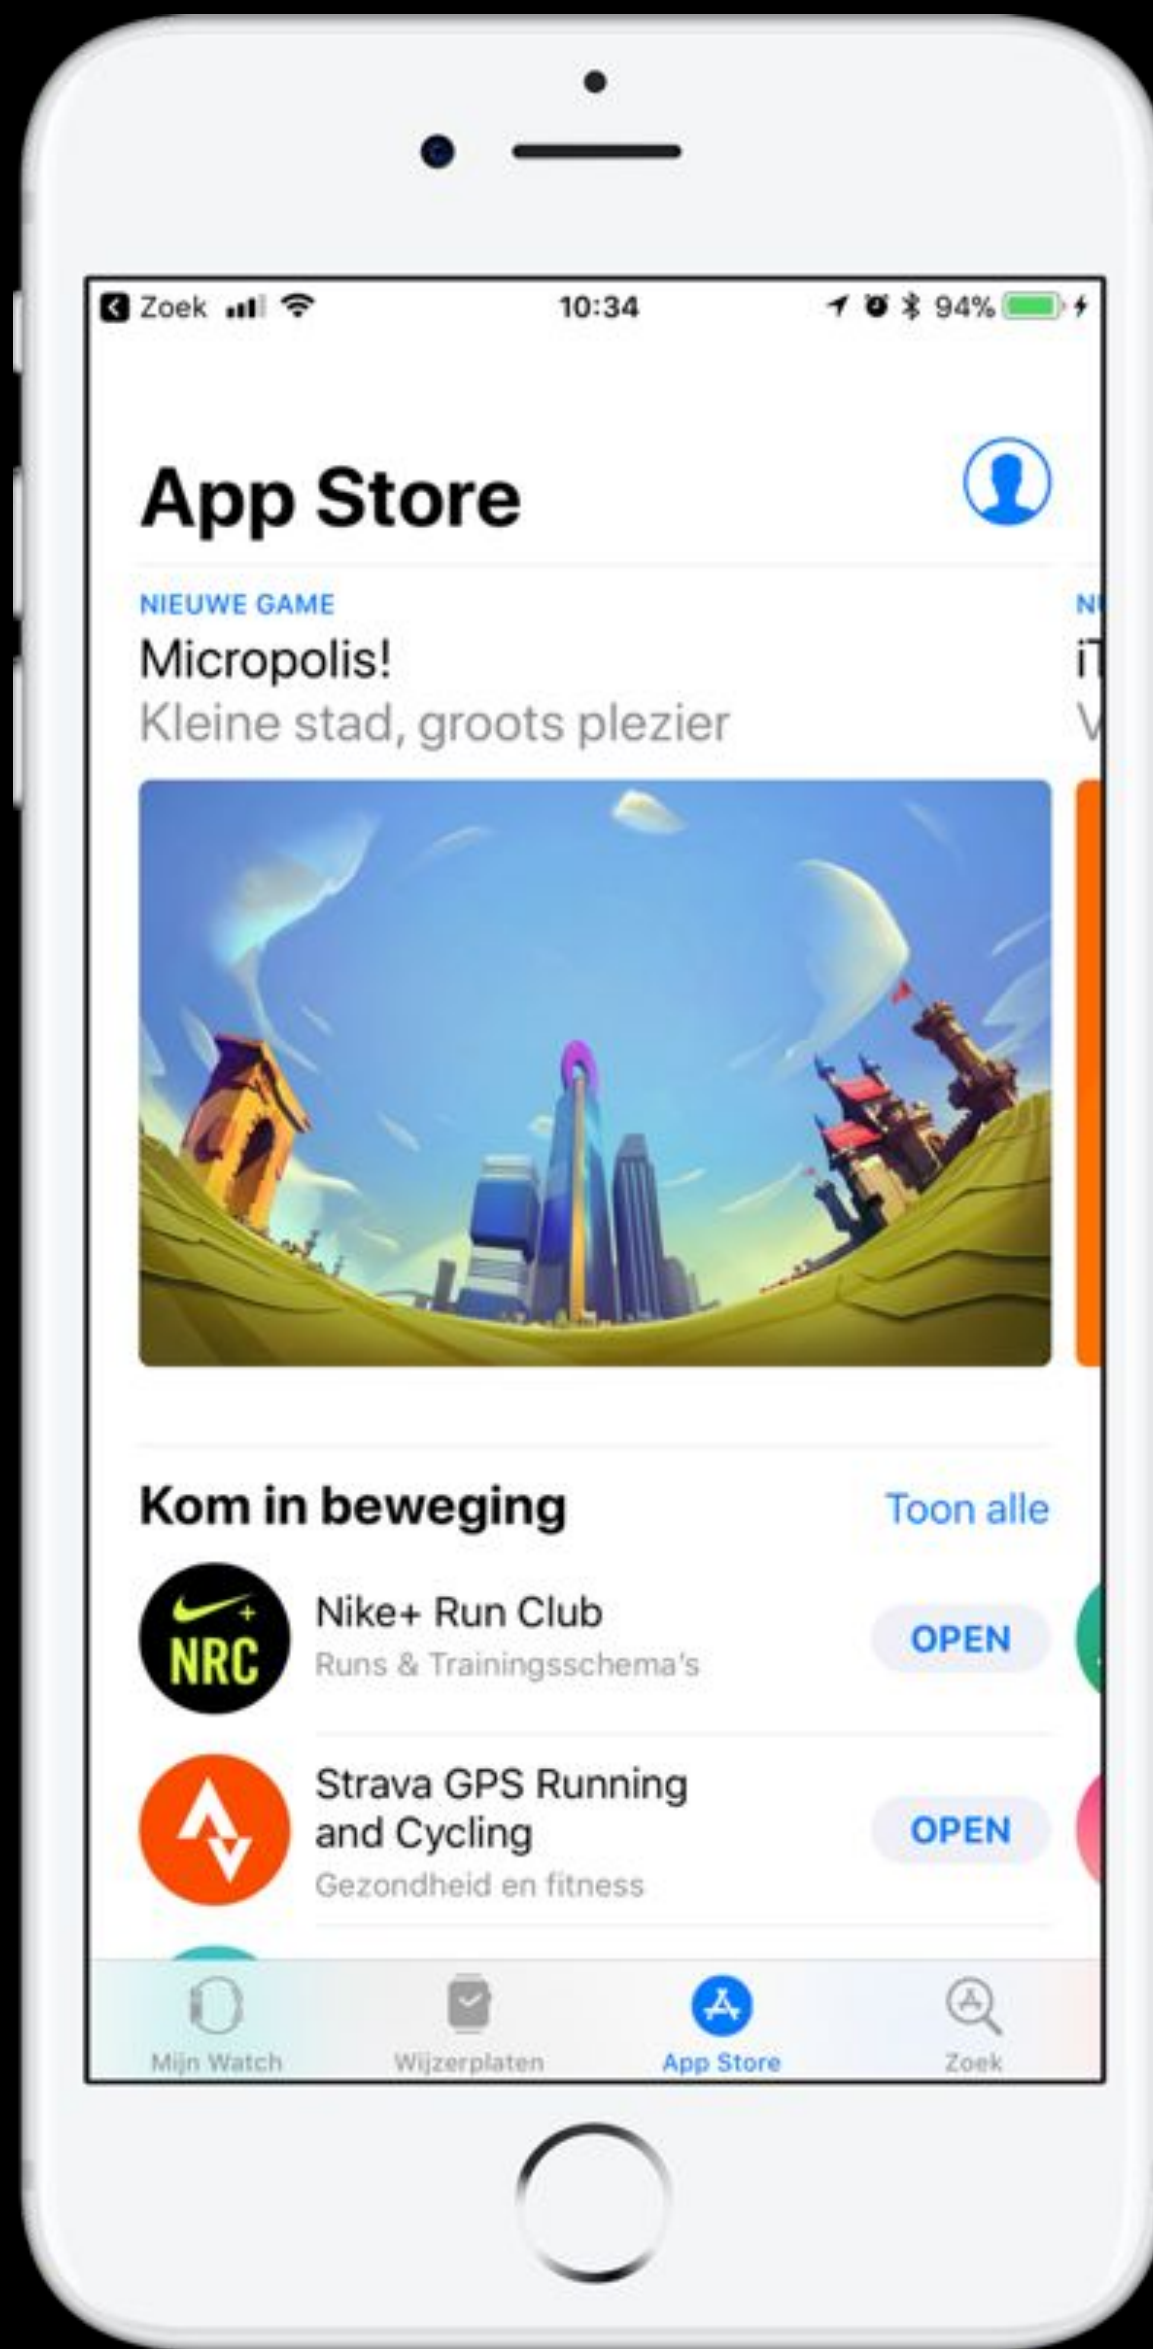 Zoek 10:34 94%
App Store
NIEUWE GAME
Micropolis!
Kleine stad, groots plezier
Kom in beweging Toon alle
NRC
Nike+ Run Club
Runs & Trainingsschema's
OPEN
Strava GPS Running
and Cycling
Gezondheid en fitness
OPEN
Mijn Watch Wijzerplaten App Store Zoek